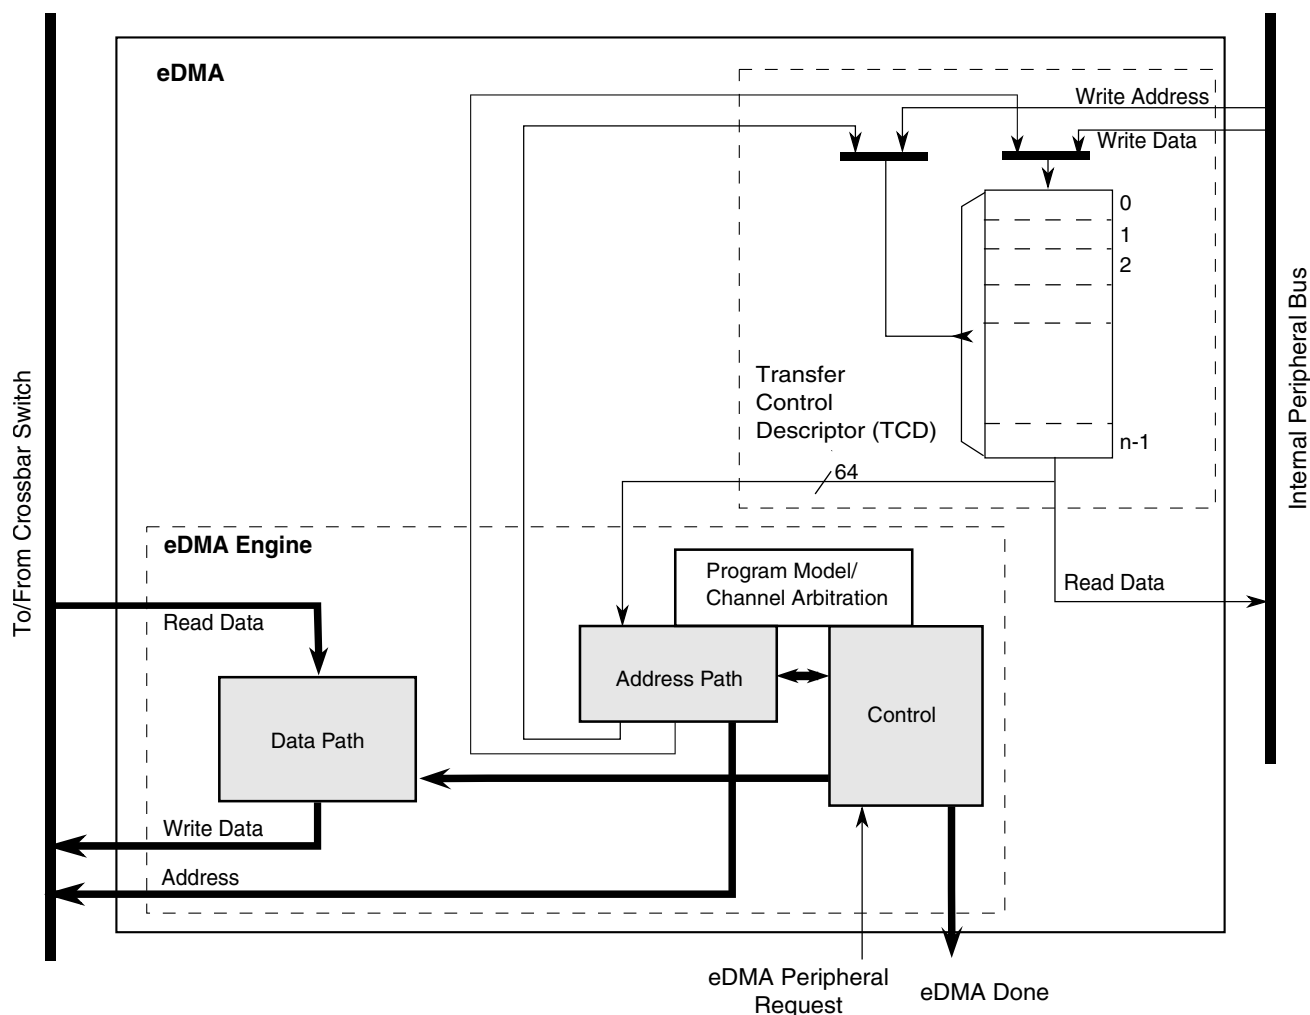 eDMA
Write Address
Write Data
0
1
2
n-1
Transfer
Control
Descriptor (TCD)
64
To/From Crossbar Switch
Internal Peripheral Bus
eDMA Engine
Program Model/
Channel Arbitration
Read Data
Read Data
Address Path
Control
Data Path
Write Data
Address
eDMA Peripheral
Request
eDMA Done